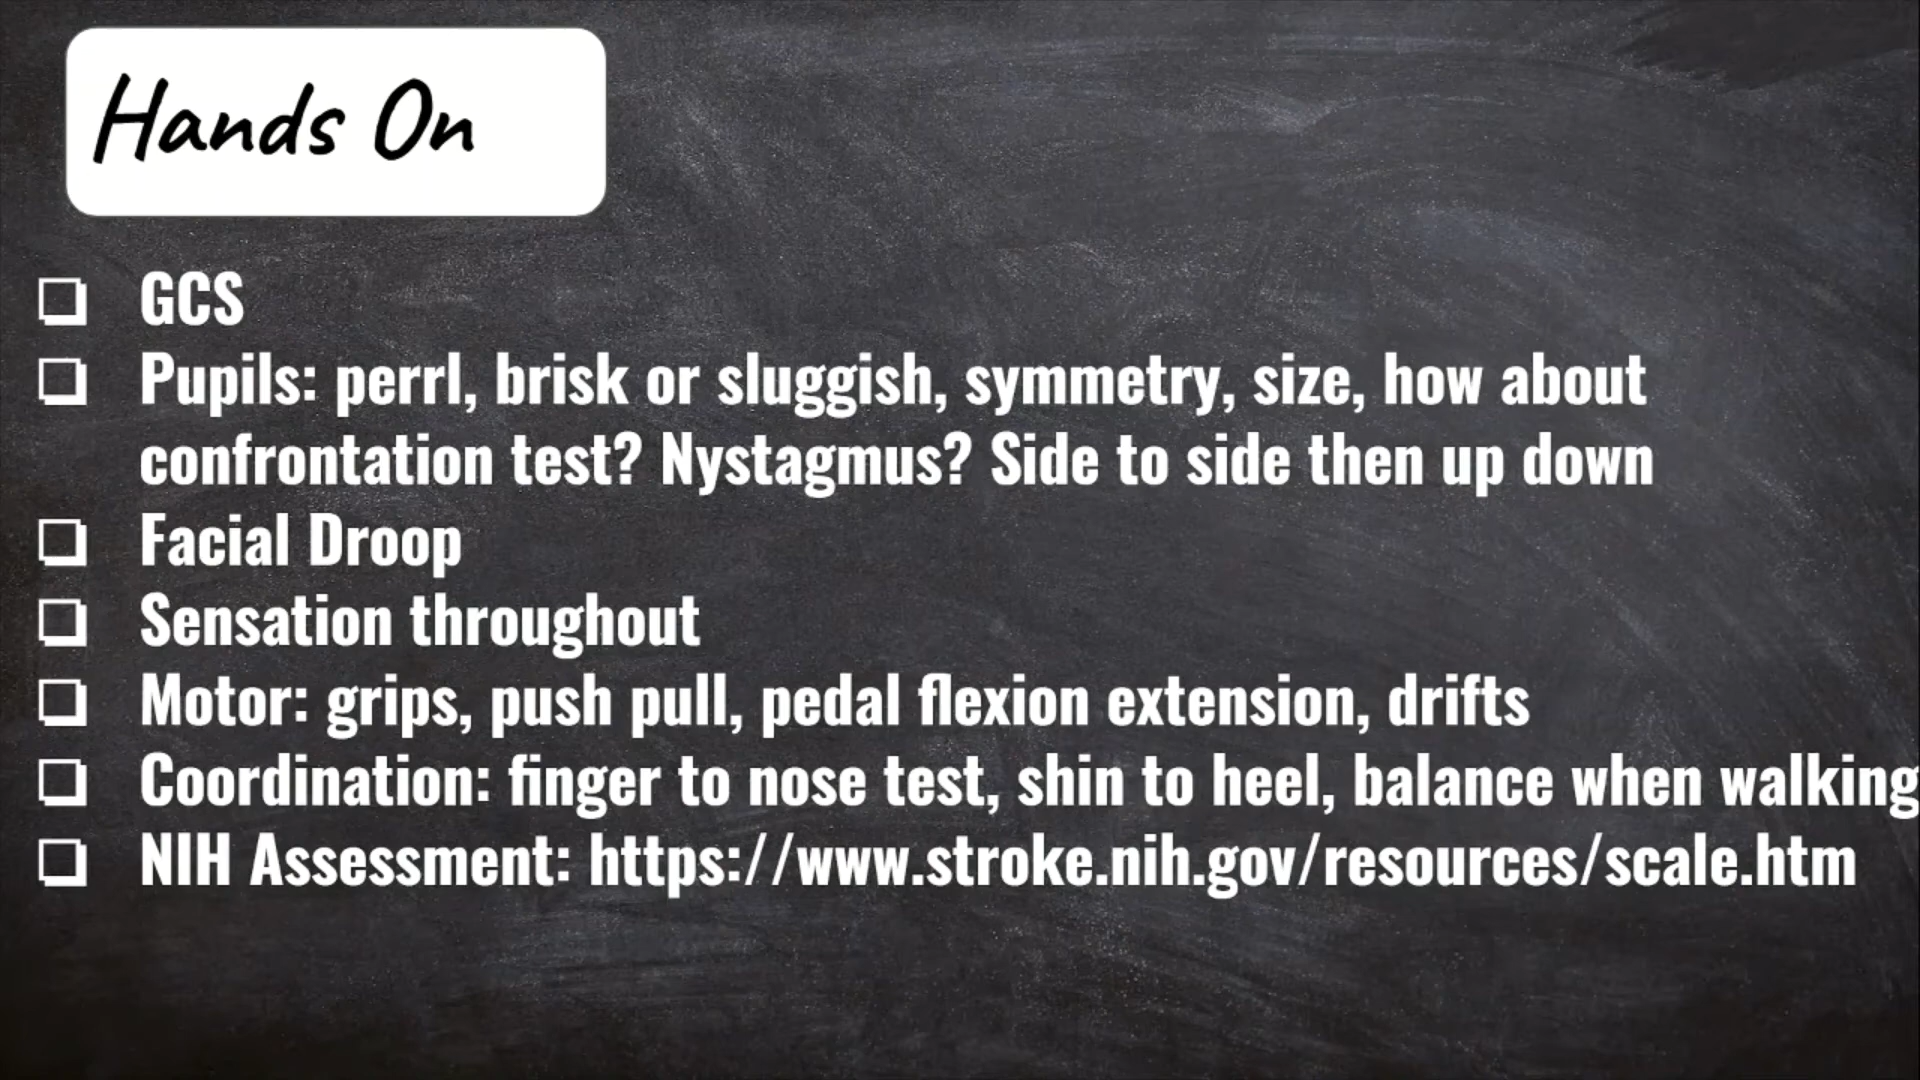 Hands On
GCS
Pupils: perrl, brisk or sluggish, symmetry, size, how about
confrontation test? Nystagmus? Side to side then up down
Facial Droop
Sensation throughout
Motor: grips, push pull, pedal flexion extension, drifts
Coordination: finger to nose test, shin to heel, balance when walking
NIH Assessment: https://www.stroke.nih.gov/resources/scale.htm